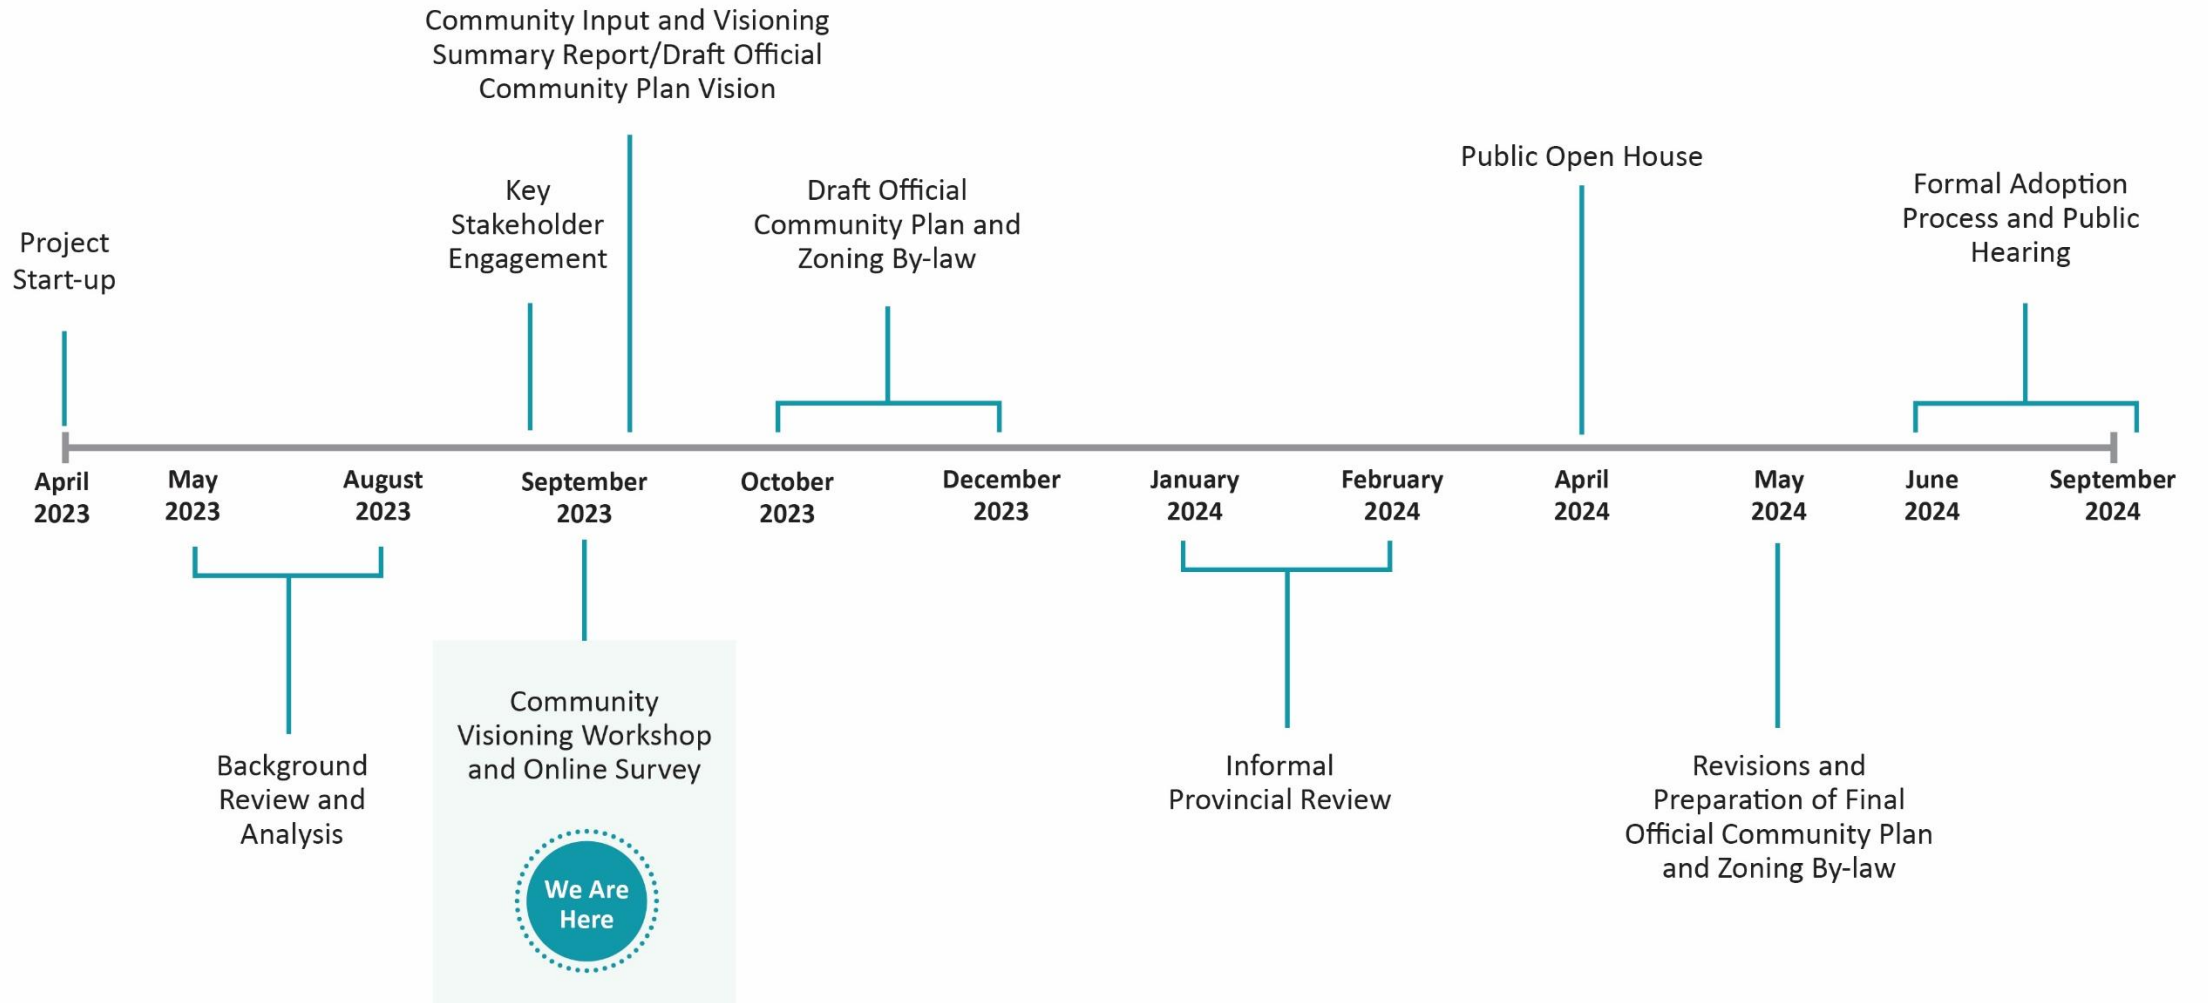 Community Input and Visioning
Summary Report/Draft Official
Community Plan Vision
Project
Start-up
Key
Stakeholder
Engagement
Draft Official
Community Plan and
Zoning By-law
Public Open House
Formal Adoption
Process and Public
Hearing
April
2023
May
2023
August
2023
September
2023
October
2023
December
2023
January
2024
February
2024
April
2024
May
2024
June
2024
September
2024
Background
Review and
Analysis
Community
Visioning Workshop
and Online Survey
We Are
Here
Informal
Provincial Review
Revisions and
Preparation of Final
Official Community Plan
and Zoning By-law